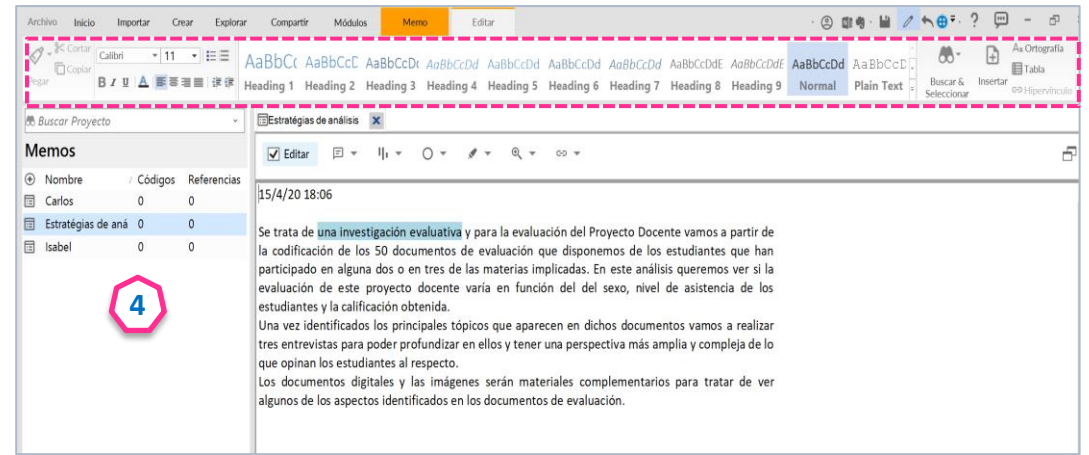 Archivo Inicio Importar Crear Explorar Compartir Módulos Memo Editar
Cortar
Copiar
Pegar
Calibri 11
B I U A
AaBbCc AaBbCcD AaBbCcDt AaBbCcDd AaBbCcDd AaBbCcDd AaBbCcDd AaBbCcDdE AaBbCcDdE AaBbCcDd AaBbCcD
Heading 1 Heading 2 Heading 3 Heading 4 Heading 5 Heading 6 Heading 7 Heading 8 Heading 9 Normal Plain Text
Buscar & Seleccionar
Insertar
Ortografía
Tabla
Hipervínculo
Buscar Proyecto
Memos
Nombre Códigos Referencias
Carlos 0 0
Estratégias de aná 0 0
Isabel 0 0
4
Estratégias de análisis
Editar
15/4/20 18:06
Se trata de una investigación evaluativa y para la evaluación del Proyecto Docente vamos a partir de
la codificación de los 50 documentos de evaluación que disponemos de los estudiantes que han
participado en alguna dos o en tres de las materias implicadas. En este análisis queremos ver si la
evaluación de este proyecto docente varía en función del del sexo, nivel de asistencia de los
estudiantes y la calificación obtenida.
Una vez identificados los principales tópicos que aparecen en dichos documentos vamos a realizar
tres entrevistas para poder profundizar en ellos y tener una perspectiva más amplia y compleja de lo
que opinan los estudiantes al respecto.
Los documentos digitales y las imágenes serán materiales complementarios para tratar de ver
algunos de los aspectos identificados en los documentos de evaluación.